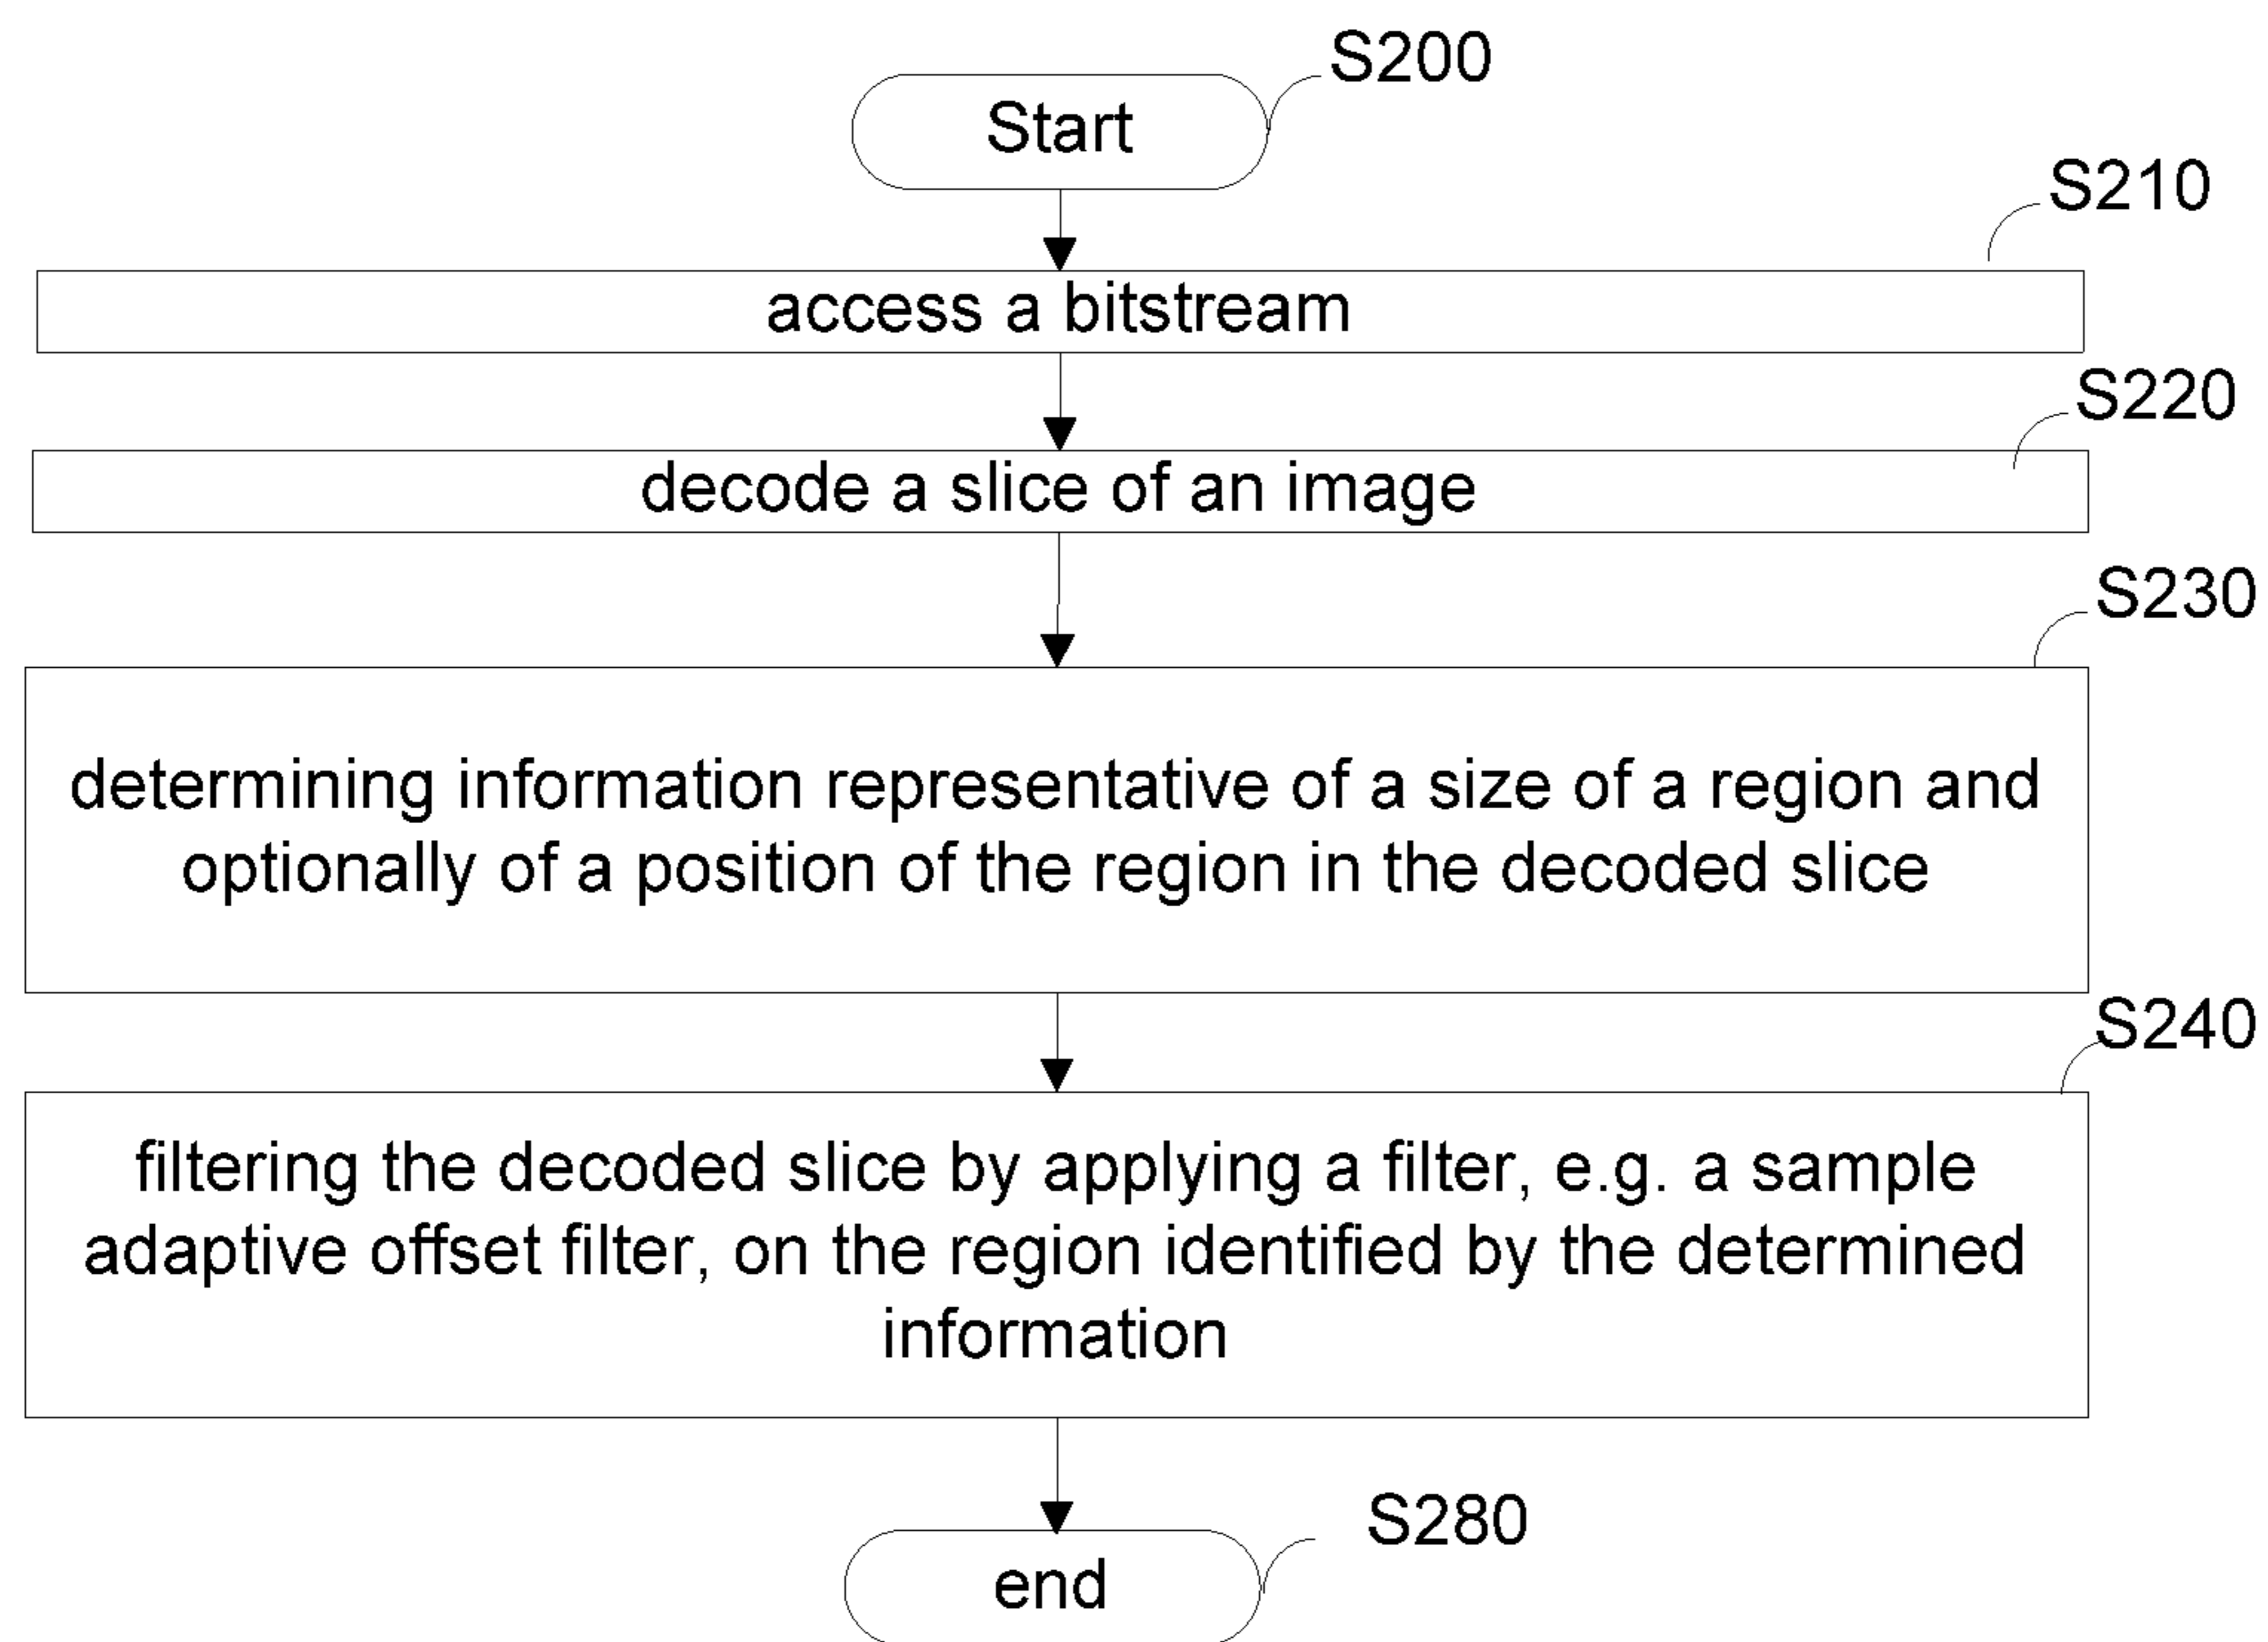 S200
Start
S210
access a bitstream
S220
decode a slice of an image
S230
determining information representative of a size of a region and
optionally of a position of the region in the decoded slice
S240
filtering the decoded slice by applying a filter, e.g. a sample
adaptive offset filter, on the region identified by the determined
information
S280
end